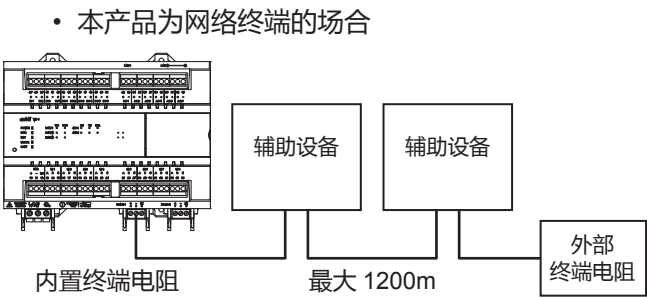 • 本产品为网络终端的场合
辅助设备
辅助设备
外部
终端电阻
内置终端电阻
最大 1200m